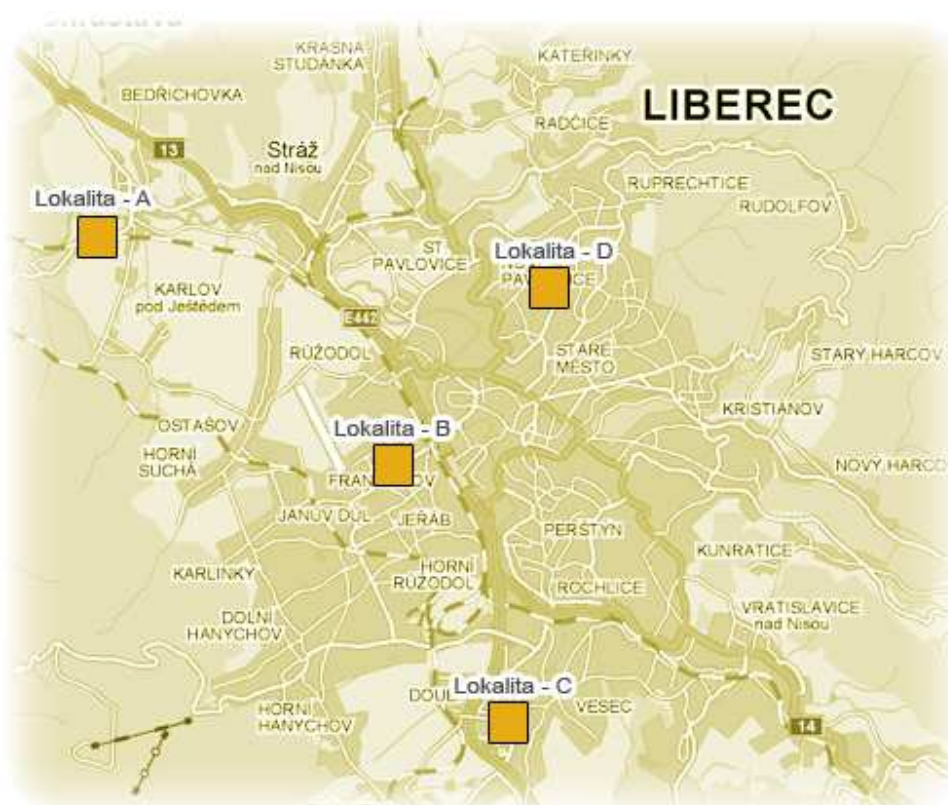 KRÁSNÁ
STUDÁNKA
KATEŘINKY
BEDŘICHOVKA
LIBEREC
RADČICE
13
Stráž
nad Nisou
RUPRECHTICE
Lokalita - A
RUDOLFOV
ST.
PAVLOVICE
Lokalita - D
KARLOV
pod Ještědem
E442
RŮŽODOL
STARÉ
MĚSTO
STARÝ HARCOV
KRISTIÁNOV
OSTAŠOV
Lokalita - B
HORNÍ
SUCHÁ
NOVÝ HARCO
JANŮV DŮL
JEŘÁB
PERŠTÝN
KUNRATICE
KARLINKY
HORNÍ
RŮŽODOL
ROCHLICE
DOLNÍ
HANYCHOV
VRATISLAVICE
nad Nisou
Lokalita - C
DOU
VESEC
HORNÍ
HANYCHOV
14